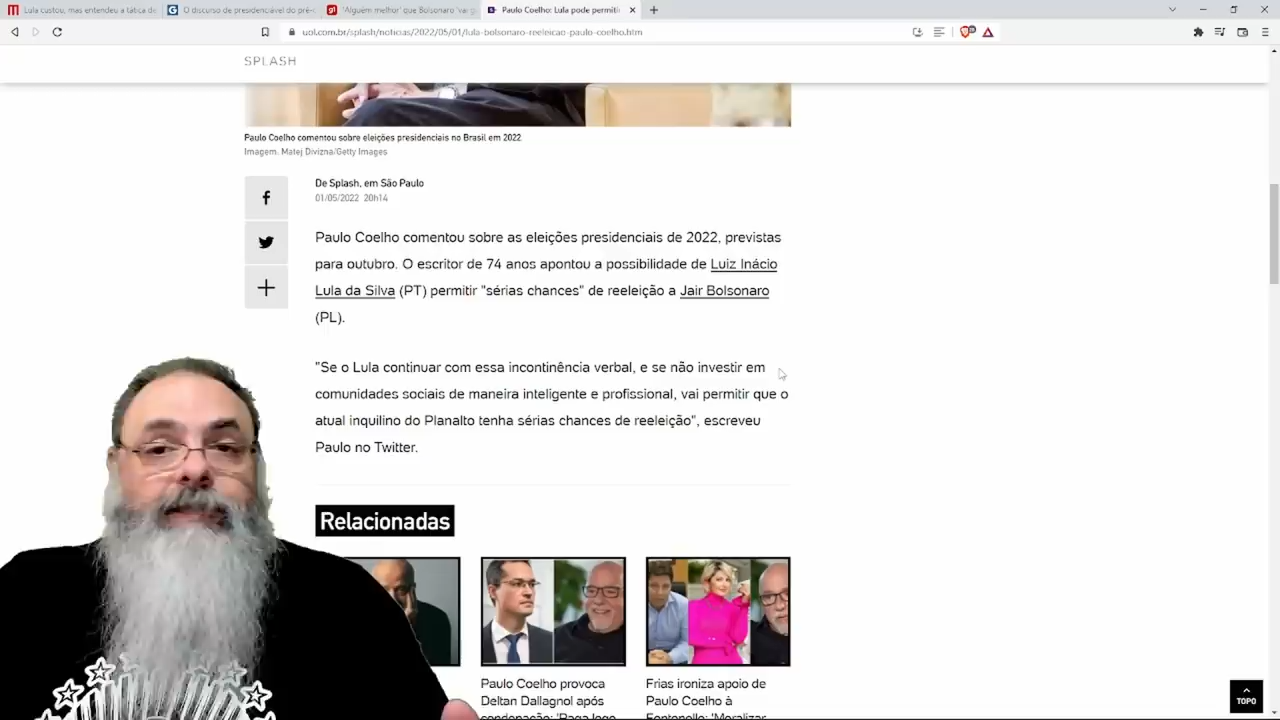 Lula custou, mas entendeu a tática de
O discurso de presidenciável do pré-
'Alguém melhor' que Bolsonaro 'vai g
Paulo Coelho: Lula pode permitir
uol.com.br/splash/noticias/2022/05/01/lula-bolsonaro-reeleicao-paulo-coelho.htm
SPLASH
Paulo Coelho comentou sobre eleições presidenciais no Brasil em 2022
Imagem: Matej Divizna/Getty Images
De Splash, em São Paulo
01/05/2022 20h14
Paulo Coelho comentou sobre as eleições presidenciais de 2022, previstas
para outubro. O escritor de 74 anos apontou a possibilidade de Luiz Inácio
Lula da Silva (PT) permitir "sérias chances" de reeleição a Jair Bolsonaro
(PL).
"Se o Lula continuar com essa incontinência verbal, e se não investir em
comunidades sociais de maneira inteligente e profissional, vai permitir que o
atual inquilino do Planalto tenha sérias chances de reeleição", escreveu
Paulo no Twitter.
Relacionadas
Paulo Coelho provoca
Deltan Dallagnol após
condenação: 'Paga logo
Frias ironiza apoio de
Paulo Coelho à
Fontenelle: 'Moralizar
TOPO